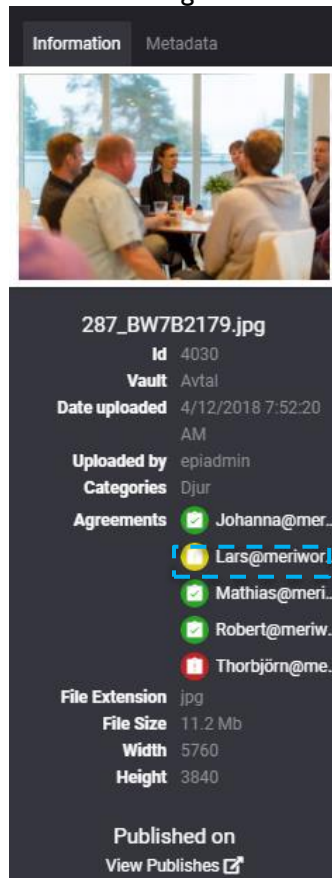 Information Metadata
287_BW7B2179.jpg
Id 4030
Vault Avtal
Date uploaded 4/12/2018 7:52:20
AM
Uploaded by epiadmin
Categories Djur
Agreements Johanna@mer..
Lars@meriwor.
Mathias@meri..
Robert@meriw.
Thorbjörn@me..
File Extension jpg
File Size 11.2 Mb
Width 5760
Height 3840
Published on
View Publishes